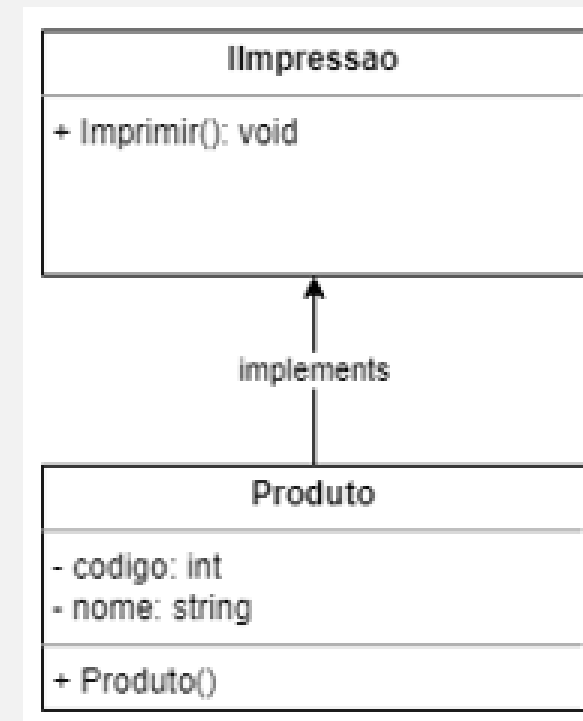 IImpressao
+ Imprimir(): void
implements
Produto
- codigo: int
- nome: string
+ Produto()